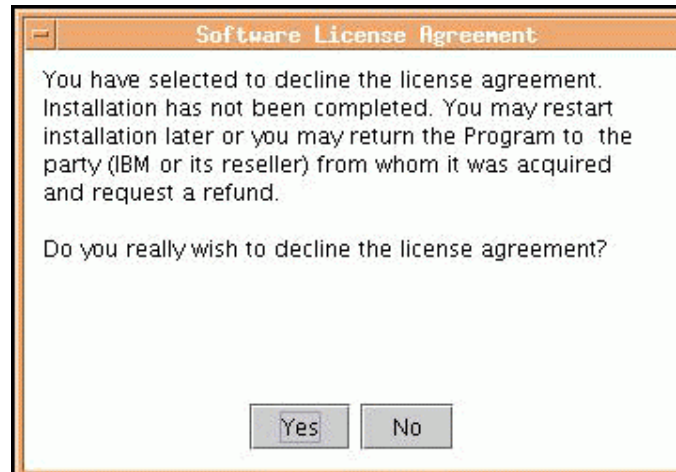 Software License Agreement
You have selected to decline the license agreement.
Installation has not been completed. You may restart
installation later or you may return the Program to the
party (IBM or its reseller) from whom it was acquired
and request a refund.
Do you really wish to decline the license agreement?
Yes No